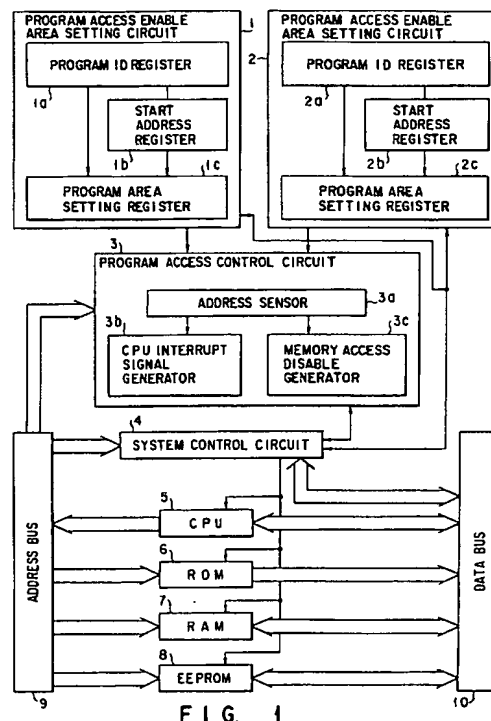 PROGRAM ACCESS ENABLE
AREA SETTING CIRCUIT
1
PROGRAM ID REGISTER
1a
START
ADDRESS
REGISTER
1b
1c
PROGRAM AREA
SETTING REGISTER
PROGRAM ACCESS ENABLE
AREA SETTING CIRCUIT
2
PROGRAM ID REGISTER
2a
START
ADDRESS
REGISTER
2b
2c
PROGRAM AREA
SETTING REGISTER
3
PROGRAM ACCESS CONTROL CIRCUIT
ADDRESS SENSOR
3a
3b
CPU INTERRUPT
SIGNAL
GENERATOR
3c
MEMORY ACCESS
DISABLE
GENERATOR
4
SYSTEM CONTROL CIRCUIT
5
CPU
6
ROM
7
RAM
8
EEPROM
ADDRESS BUS
9
DATA BUS
10
FIG. 1